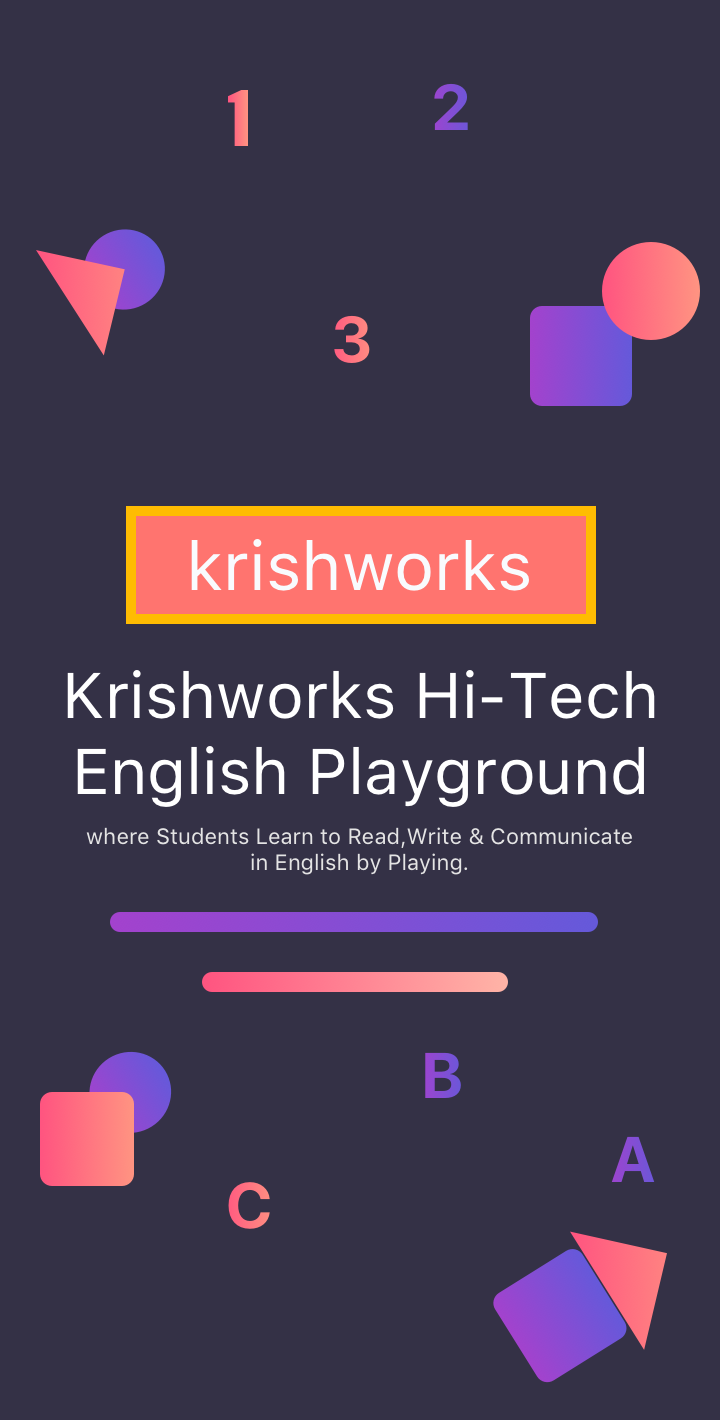 1
2
3
krishworks
Krishworks Hi-Tech
English Playground
where Students Learn to Read,Write & Communicate
in English by Playing.
B
A
C